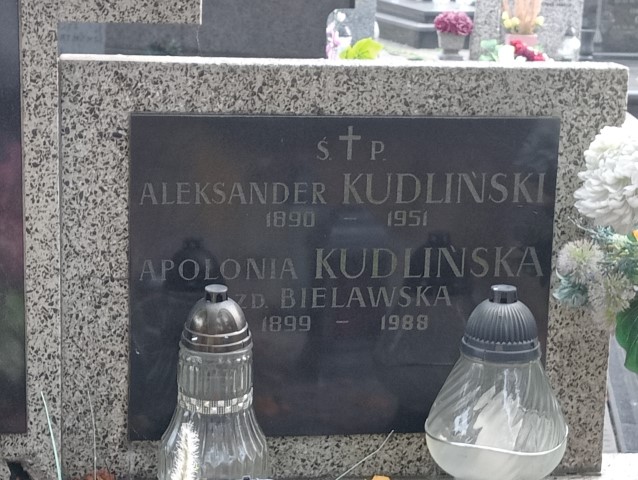 Ś. P.
ALEKSANDER KUDLIŃSKI
1890 – 1951
APOLONIA KUDLIŃSKA
ZD. BIELAWSKA
1899 – 1988